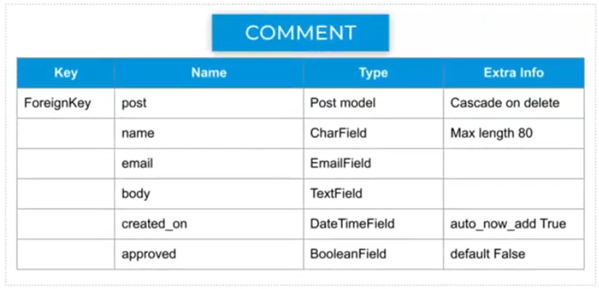 COMMENT
Key Name Type Extra Info
ForeignKey post Post model Cascade on delete
name CharField Max length 80
email EmailField
body TextField
created_on DateTimeField auto_now_add True
approved BooleanField default False